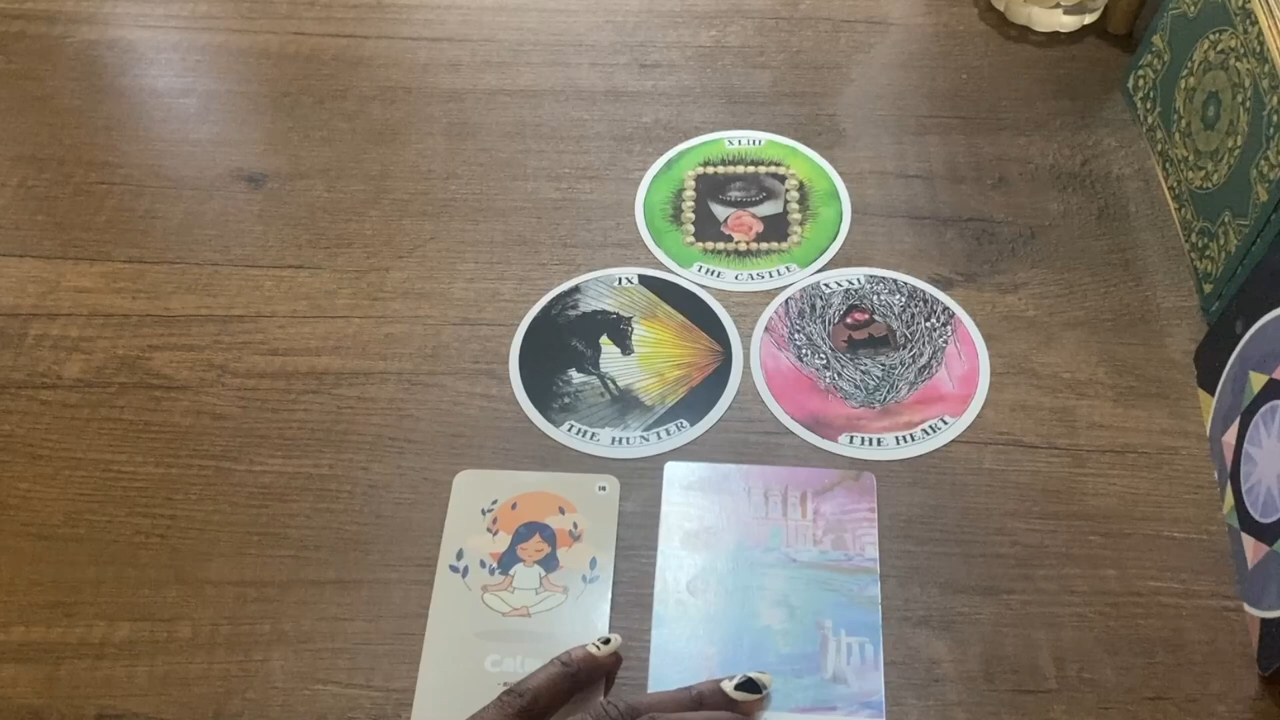 XLIII
THE CASTLE
IX
THE HUNTER
XXXI
THE HEART